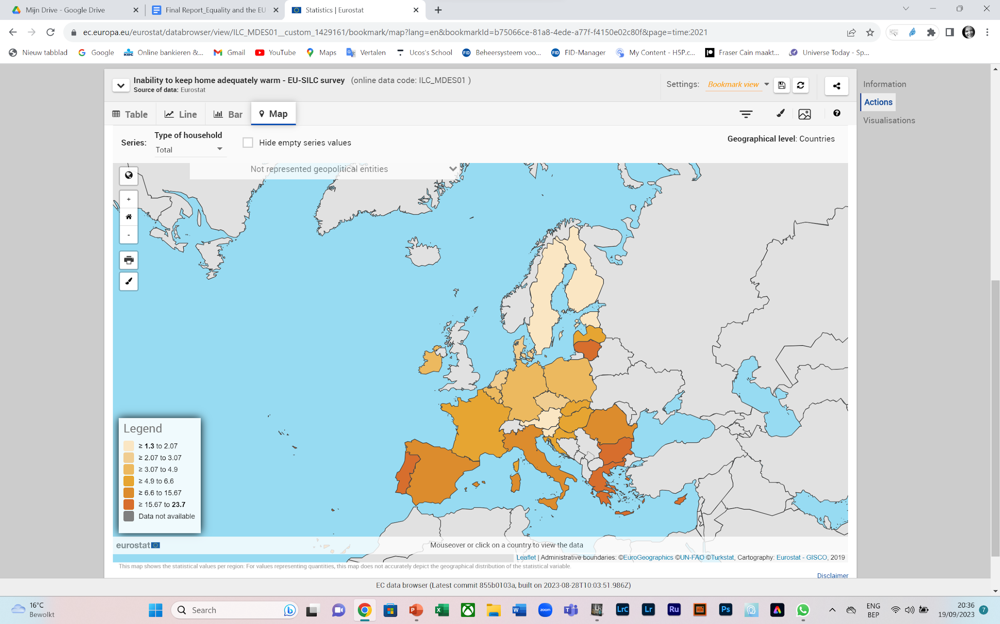 Mijn Drive - Google Drive
Final Report_Equality and the EU
Statistics | Eurostat
ec.europa.eu/eurostat/databrowser/view/ILC_MDES01__custom_1429161/bookmark/map?lang=en&bookmarkId=b75066ce-81a8-4ede-a77f-f4150e02c80f&page=time:2021
Nieuw tabblad
Google
KBC
Online bankieren &...
Gmail
YouTube
Maps
Vertalen
Ucos's School
FID
Beheersysteem voo...
FID
FID-Manager
My Content - H5P.c...
Fraser Cain maakt...
Universe Today - Sp...
Inability to keep home adequately warm - EU-SILC survey (online data code: ILC_MDES01 )
Source of data: Eurostat
Settings: Bookmark view
Information
Actions
Visualisations
Table
Line
Bar
Map
Series:
Type of household
Total
Hide empty series values
Geographical level: Countries
Not represented geopolitical entities
+
-
Legend
≥ 1.3 to 2.07
≥ 2.07 to 3.07
≥ 3.07 to 4.9
≥ 4.9 to 6.6
≥ 6.6 to 15.67
≥ 15.67 to 23.7
Data not available
eurostat
Mouseover or click on a country to view the data
Leaflet | Administrative boundaries: ©EuroGeographics ©UN-FAO ©Turkstat, Cartography: Eurostat - GISCO, 2019
This map shows the statistical values per region: For values representing quantities, this map does not accurately depict the geographical distribution of the statistical variable.
Disclaimer
EC data browser (Latest commit 855b0103a, built on 2023-08-28T10:03:51.986Z)
16°C
Bewolkt
Search
zoom
LrC
Lr
Ru
Ps
ENG
BEP
20:36
19/09/2023
7